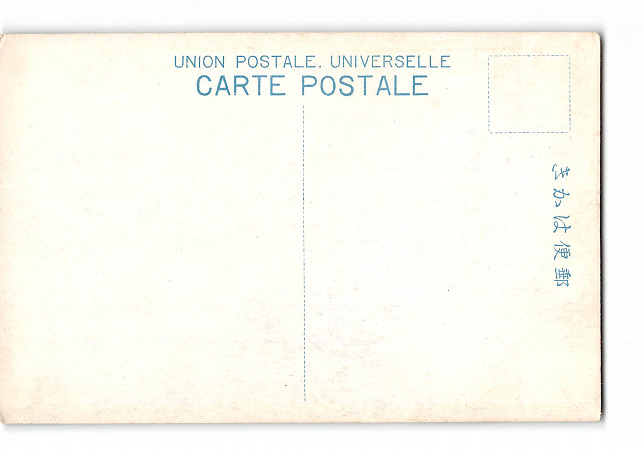 UNION POSTALE. UNIVERSELLE
CARTE POSTALE
きかは便郵